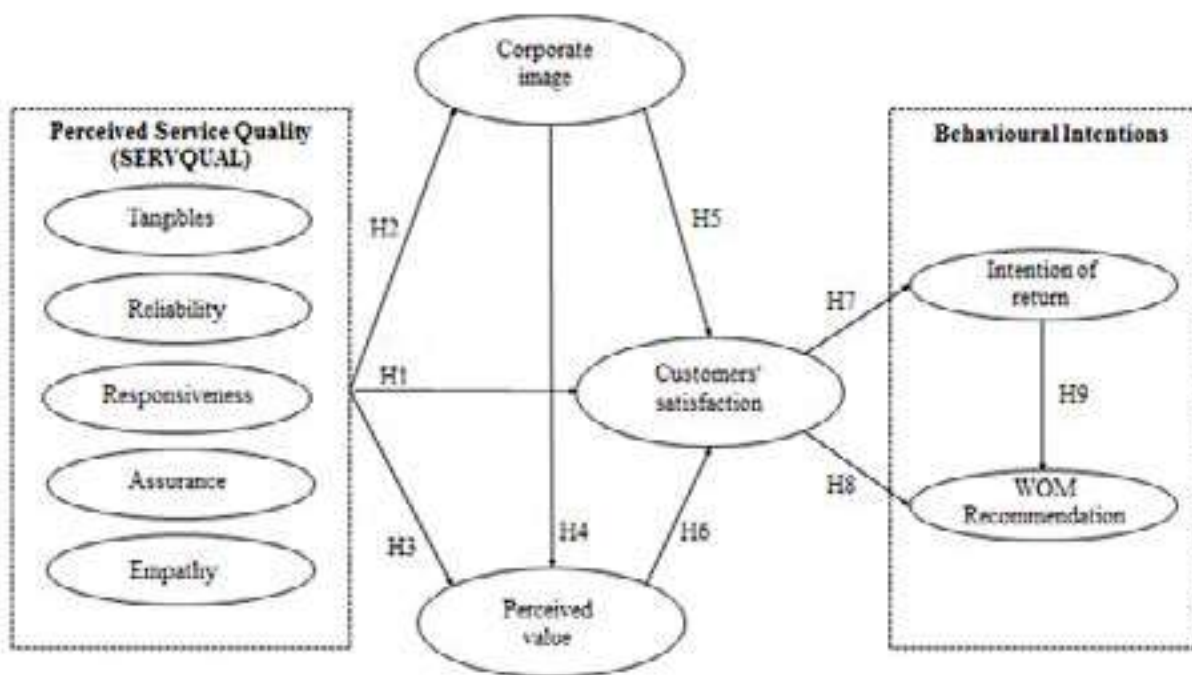 Corporate
image
Perceived Service Quality
(SERVQUAL)
Tangibles
Reliability
Responsiveness
Assurance
Empathy
H2
H1
H3
H4
H5
H6
Customers'
satisfaction
Perceived
value
H7
H8
Behavioural Intentions
Intention of
return
H9
WOM
Recommendation